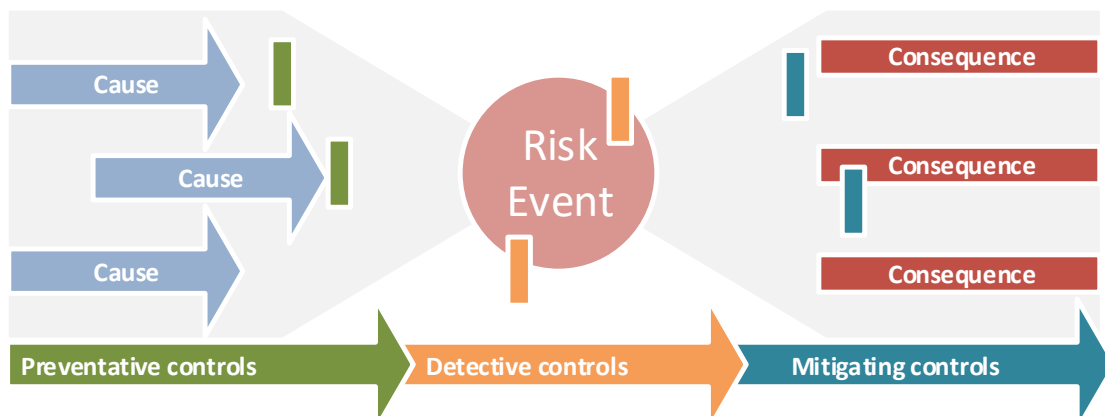 Cause
Cause
Cause
Risk
Event
Consequence
Consequence
Consequence
Preventative controls
Detective controls
Mitigating controls